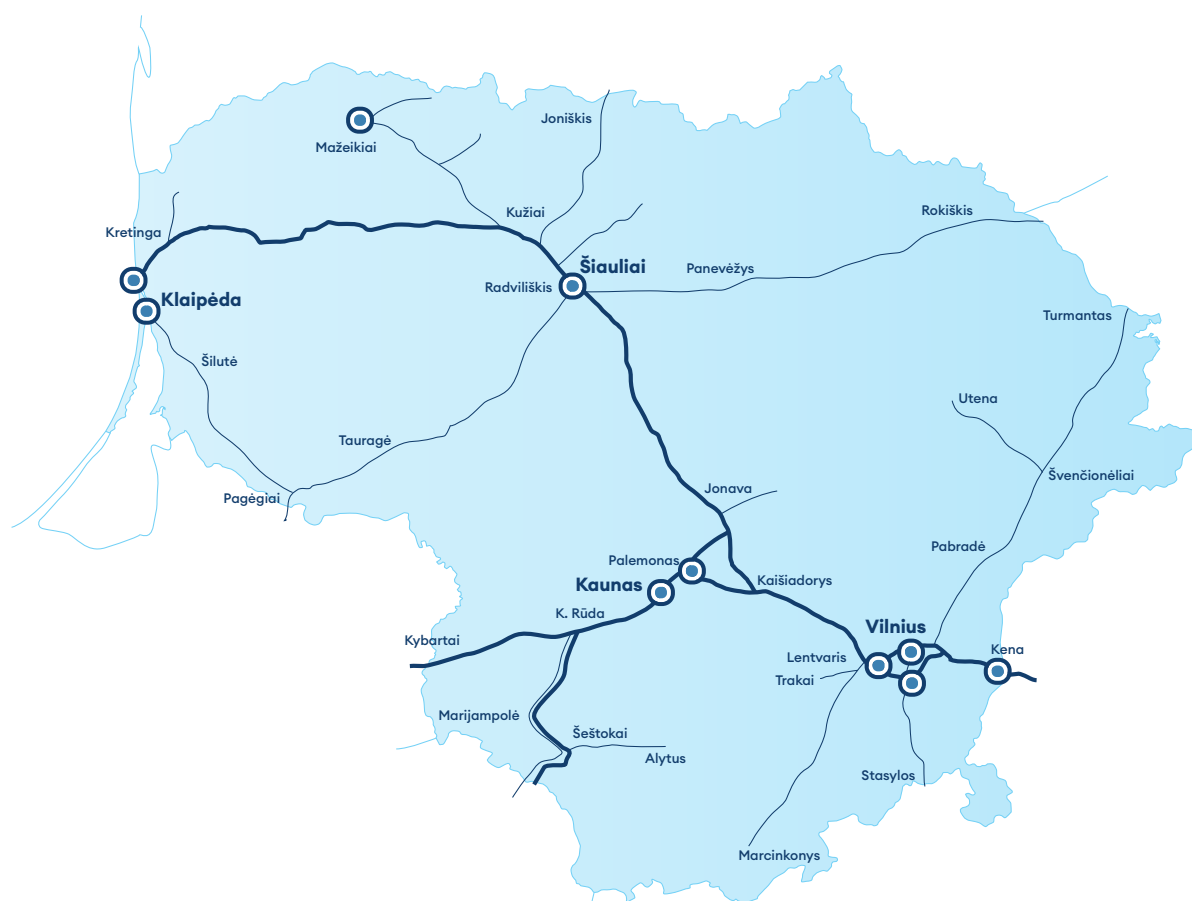 Joniškis
Mažeikiai
Kužiai
Rokiškis
Kretinga
Šiauliai
Panevėžys
Radviliškis
Klaipėda
Turmantas
Šilutė
Utena
Tauragė
Švenčionėliai
Jonava
Pagėgiai
Pabradė
Palemonas
Kaišiadorys
Kaunas
K. Rūda
Vilnius
Kybartai
Kena
Lentvaris
Trakai
Marijampolė
Šeštokai
Alytus
Stasylos
Marcinkonys